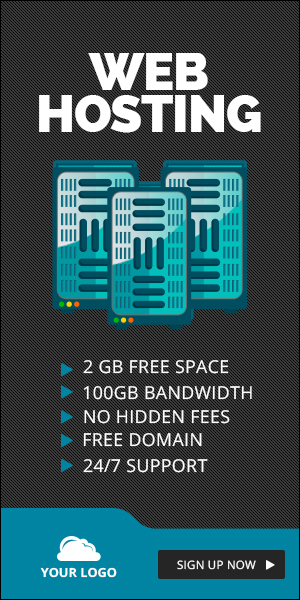 WEB
HOSTING
2 GB FREE SPACE
100GB BANDWIDTH
NO HIDDEN FEES
FREE DOMAIN
24/7 SUPPORT
YOUR LOGO
SIGN UP NOW